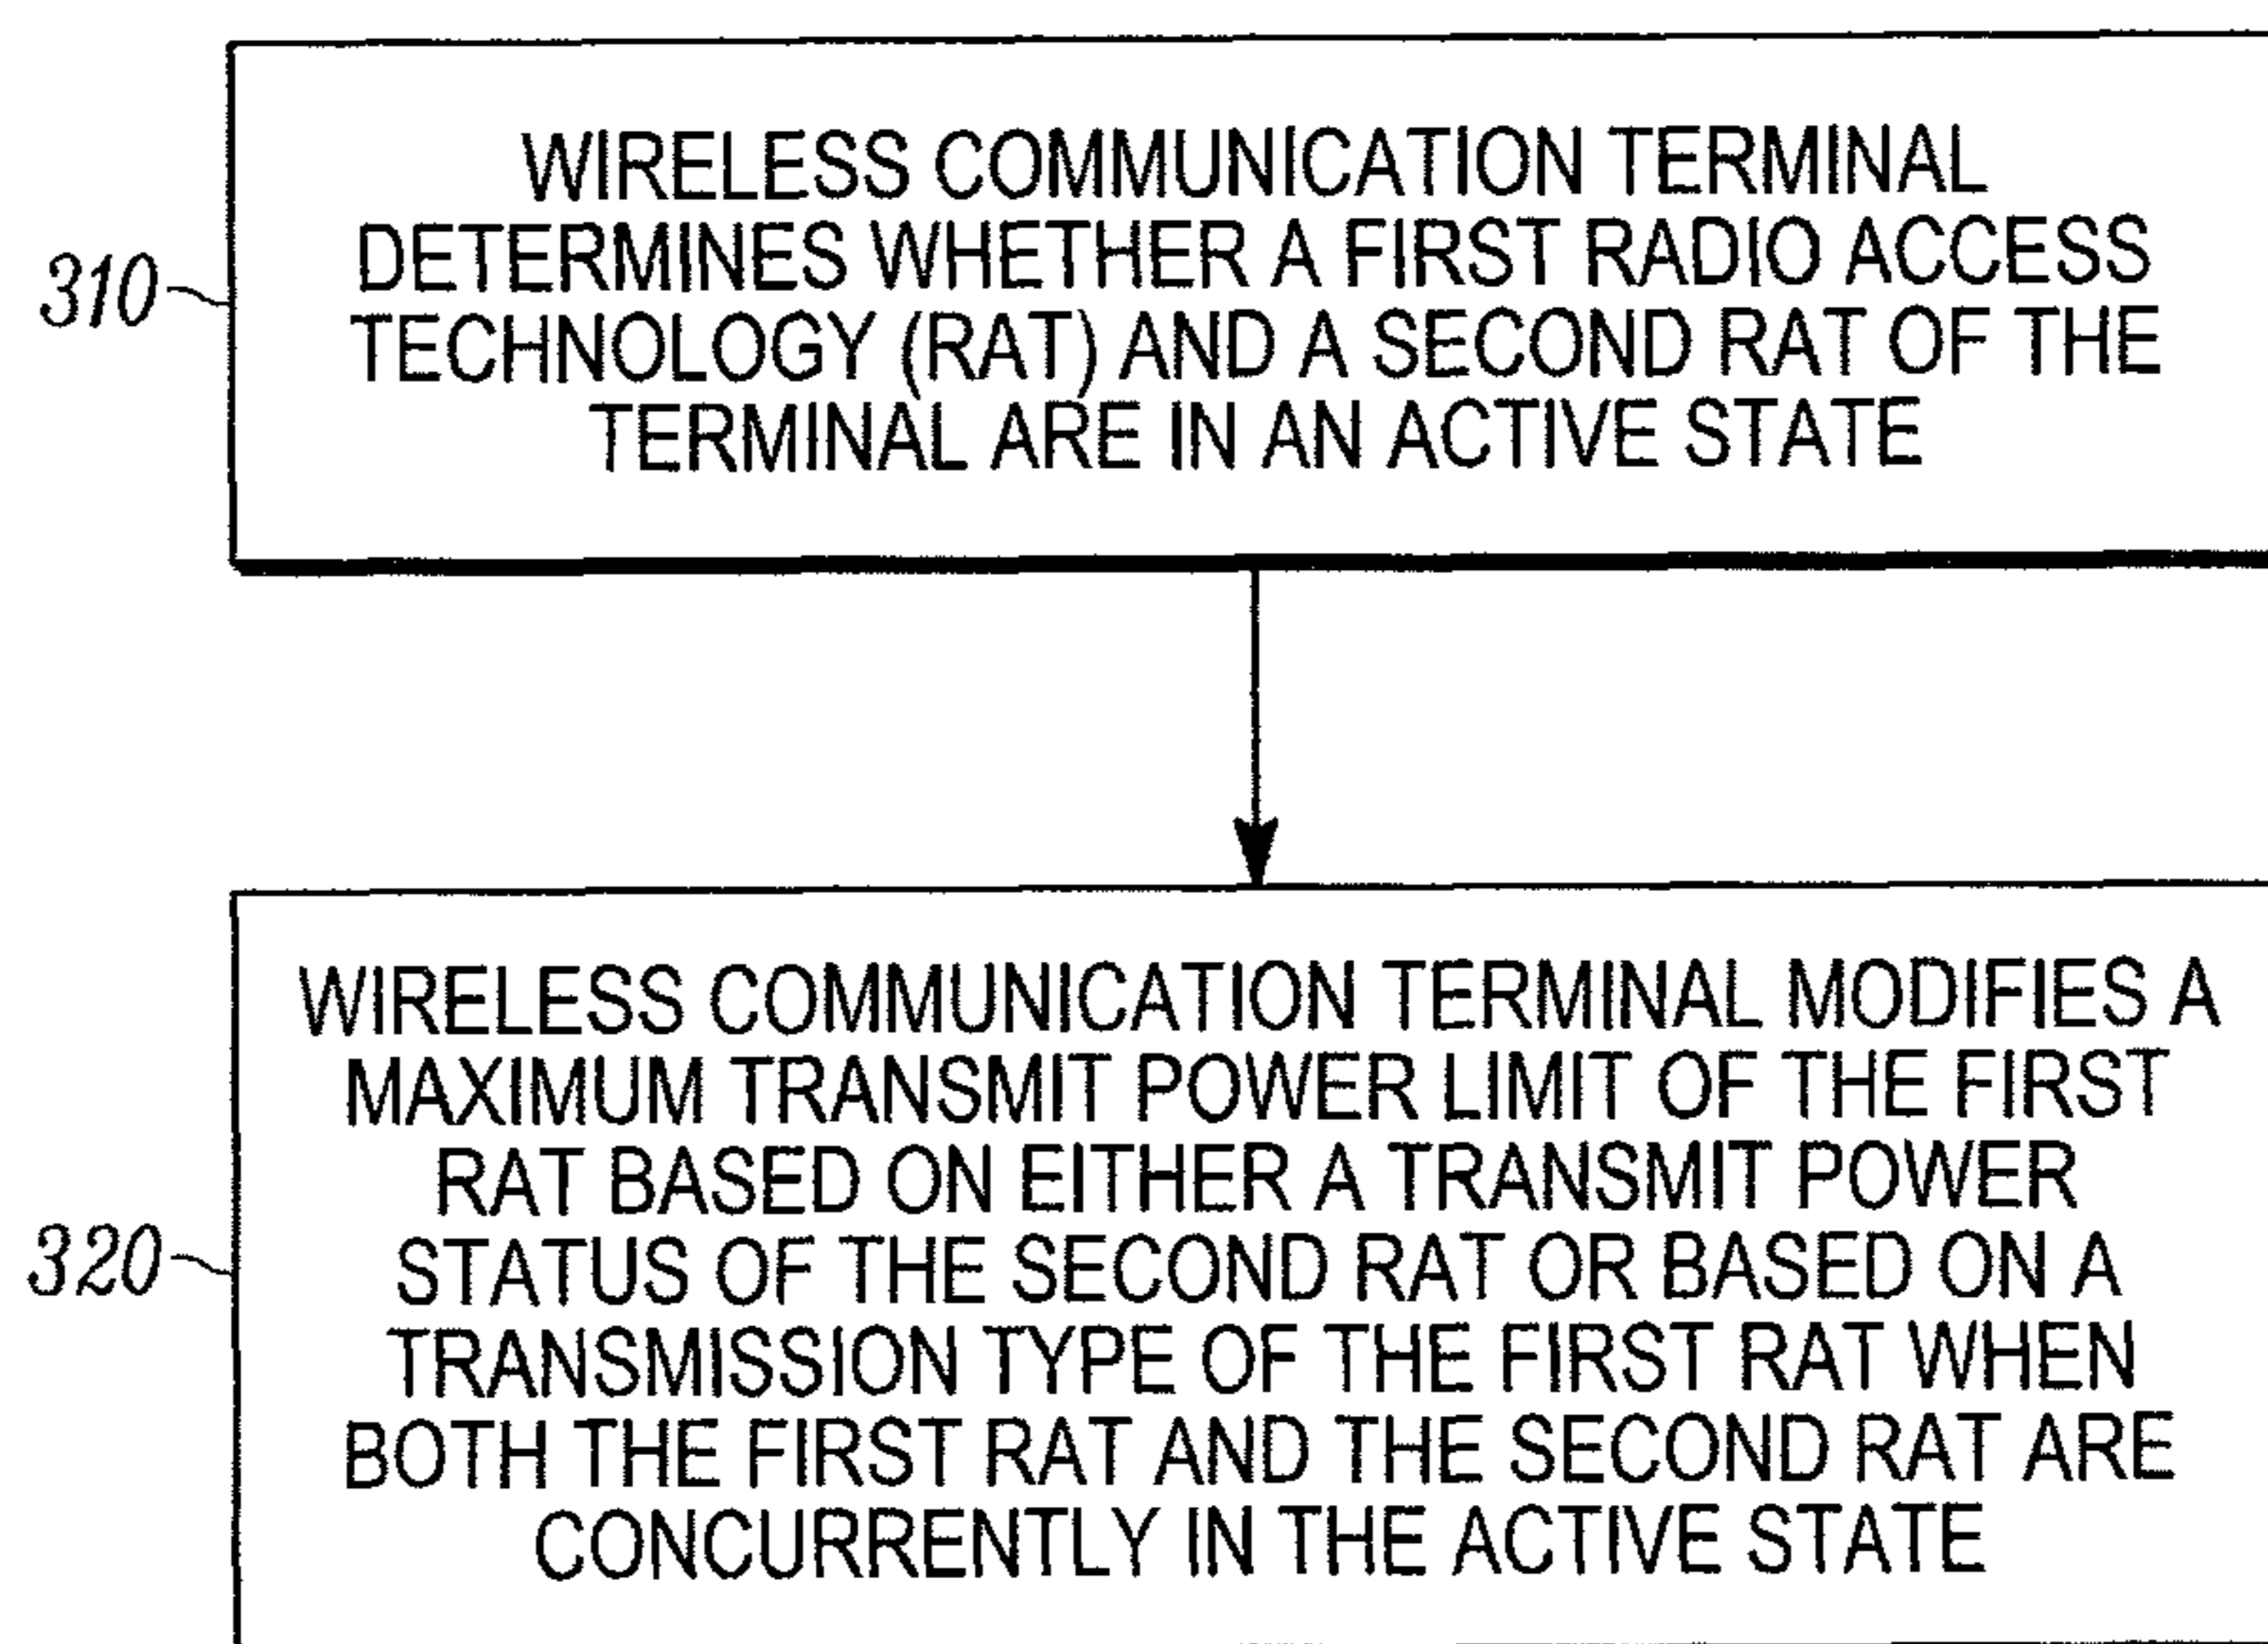 WIRELESS COMMUNICATION TERMINAL
DETERMINES WHETHER A FIRST RADIO ACCESS
310
TECHNOLOGY (RAT) AND A SECOND RAT OF THE
TERMINAL ARE IN AN ACTIVE STATE
WIRELESS COMMUNICATION TERMINAL MODIFIES A
MAXIMUM TRANSMIT POWER LIMIT OF THE FIRST
RAT BASED ON EITHER A TRANSMIT POWER
320
STATUS OF THE SECOND RAT OR BASED ON A
TRANSMISSION TYPE OF THE FIRST RAT WHEN
BOTH THE FIRST RAT AND THE SECOND RAT ARE
CONCURRENTLY IN THE ACTIVE STATE